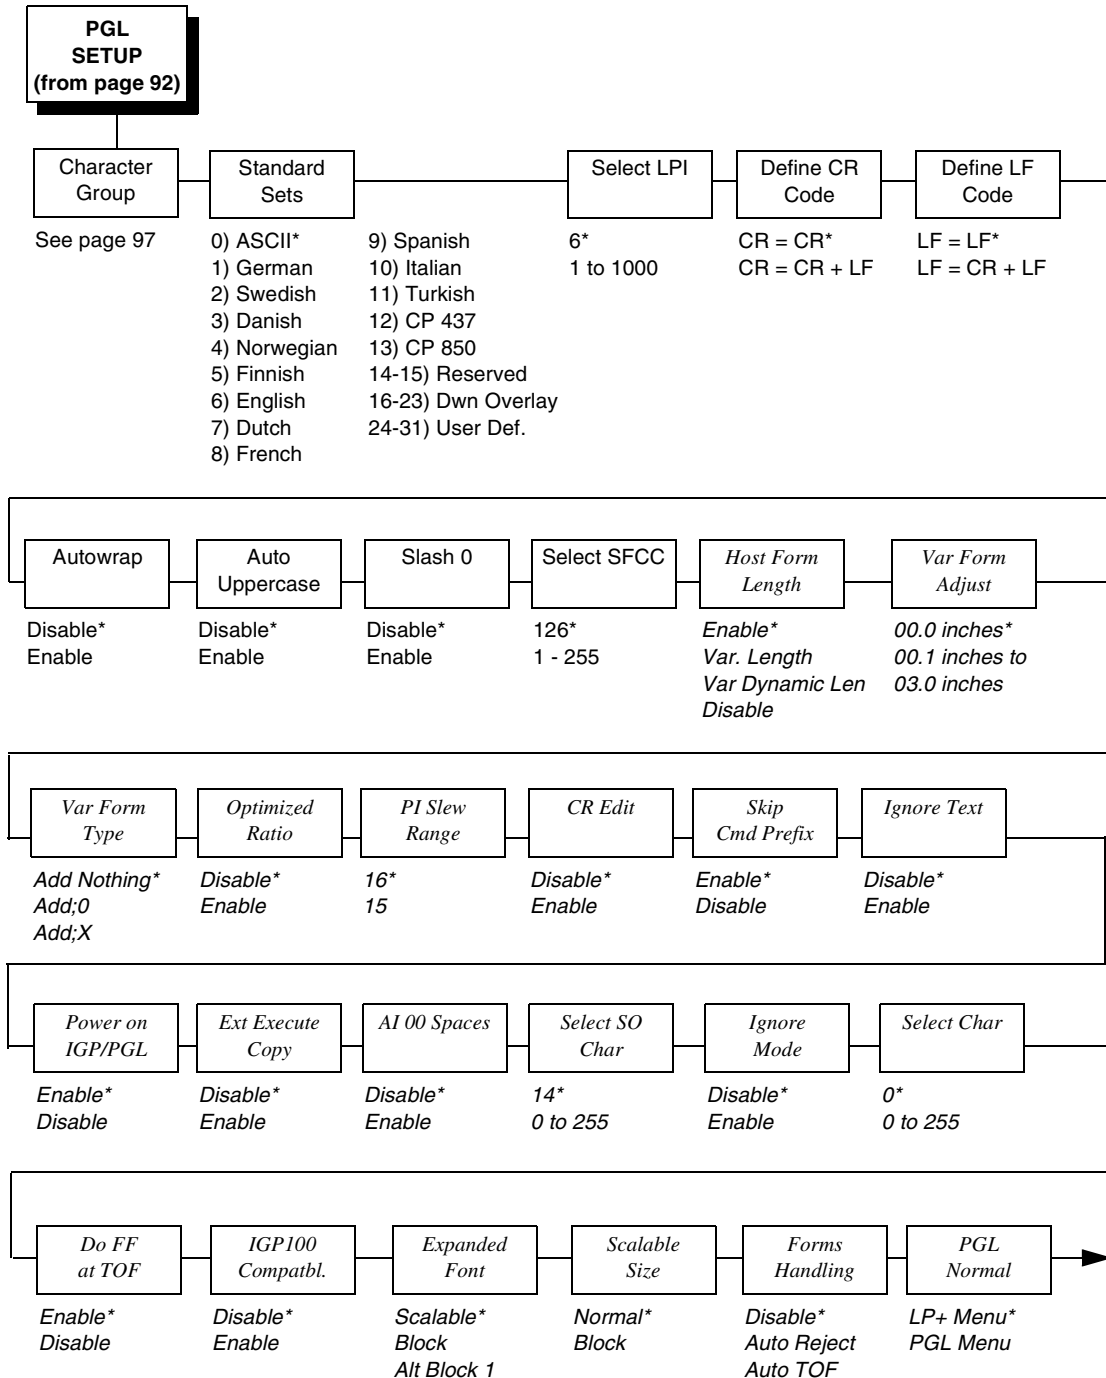 PGL
SETUP
(from page 92)
Character
Group
See page 97
Standard
Sets
0) ASCII*
1) German
2) Swedish
3) Danish
4) Norwegian
5) Finnish
6) English
7) Dutch
8) French
9) Spanish
10) Italian
11) Turkish
12) CP 437
13) CP 850
14-15) Reserved
16-23) Dwn Overlay
24-31) User Def.
Select LPI
6*
1 to 1000
Define CR
Code
CR = CR*
CR = CR + LF
Define LF
Code
LF = LF*
LF = CR + LF
Autowrap
Disable*
Enable
Auto
Uppercase
Disable*
Enable
Slash 0
Disable*
Enable
Select SFCC
126*
1 - 255
Host Form
Length
Enable*
Var. Length
Var Dynamic Len
Disable
Var Form
Adjust
00.0 inches*
00.1 inches to
03.0 inches
Var Form
Type
Add Nothing*
Add;0
Add;X
Optimized
Ratio
Disable*
Enable
PI Slew
Range
16*
15
CR Edit
Disable*
Enable
Skip
Cmd Prefix
Enable*
Disable
Ignore Text
Disable*
Enable
Power on
IGP/PGL
Enable*
Disable
Ext Execute
Copy
Disable*
Enable
AI 00 Spaces
Disable*
Enable
Select SO
Char
14*
0 to 255
Ignore
Mode
Disable*
Enable
Select Char
0*
0 to 255
Do FF
at TOF
Enable*
Disable
IGP100
Compatbl.
Disable*
Enable
Expanded
Font
Scalable*
Block
Alt Block 1
Scalable
Size
Normal*
Block
Forms
Handling
Disable*
Auto Reject
Auto TOF
PGL
Normal
LP+ Menu*
PGL Menu